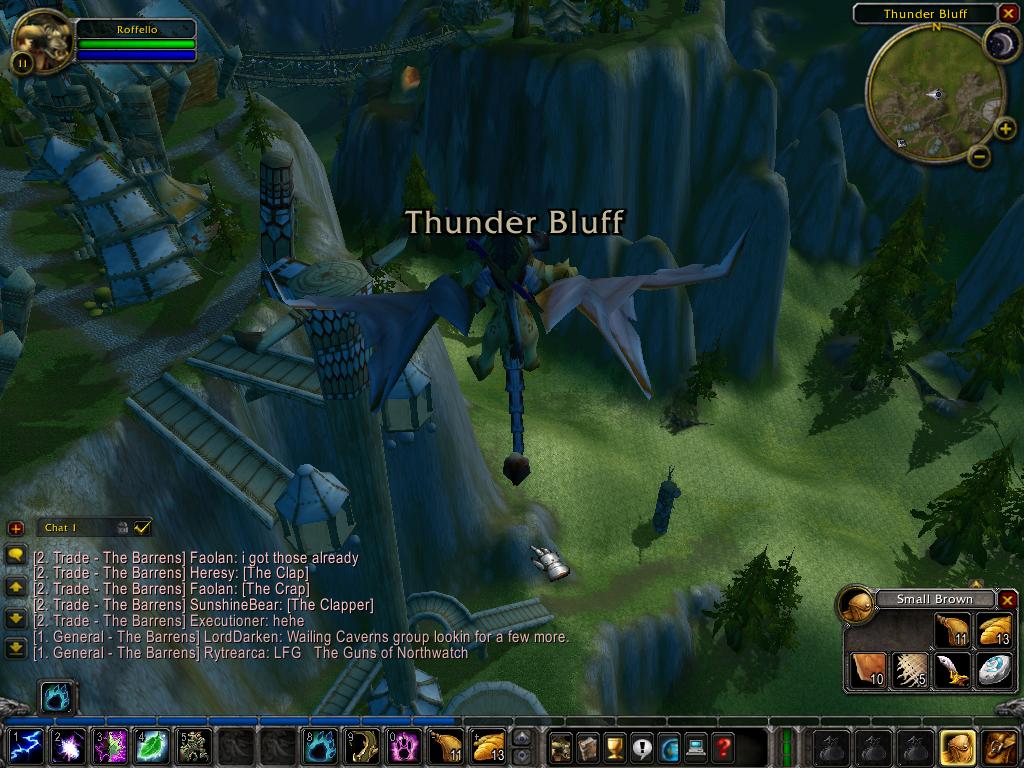 Roffello
11
Thunder Bluff
N
Thunder Bluff
Chat 1
[2. Trade - The Barrens] Faolan: i got those already
[2. Trade - The Barrens] Heresy: [The Clap]
[2. Trade - The Barrens] Faolan: [The Crap]
[2. Trade - The Barrens] SunshineBear: [The Clapper]
[2. Trade - The Barrens] Executioner: hehe
[1. General - The Barrens] LordDarken: Wailing Caverns group lookin for a few more.
[1. General - The Barrens] Rytrearca: LFG The Guns of Northwatch
Small Brown
11 13
10 5
2 3 4 5 8 9 0 11 13